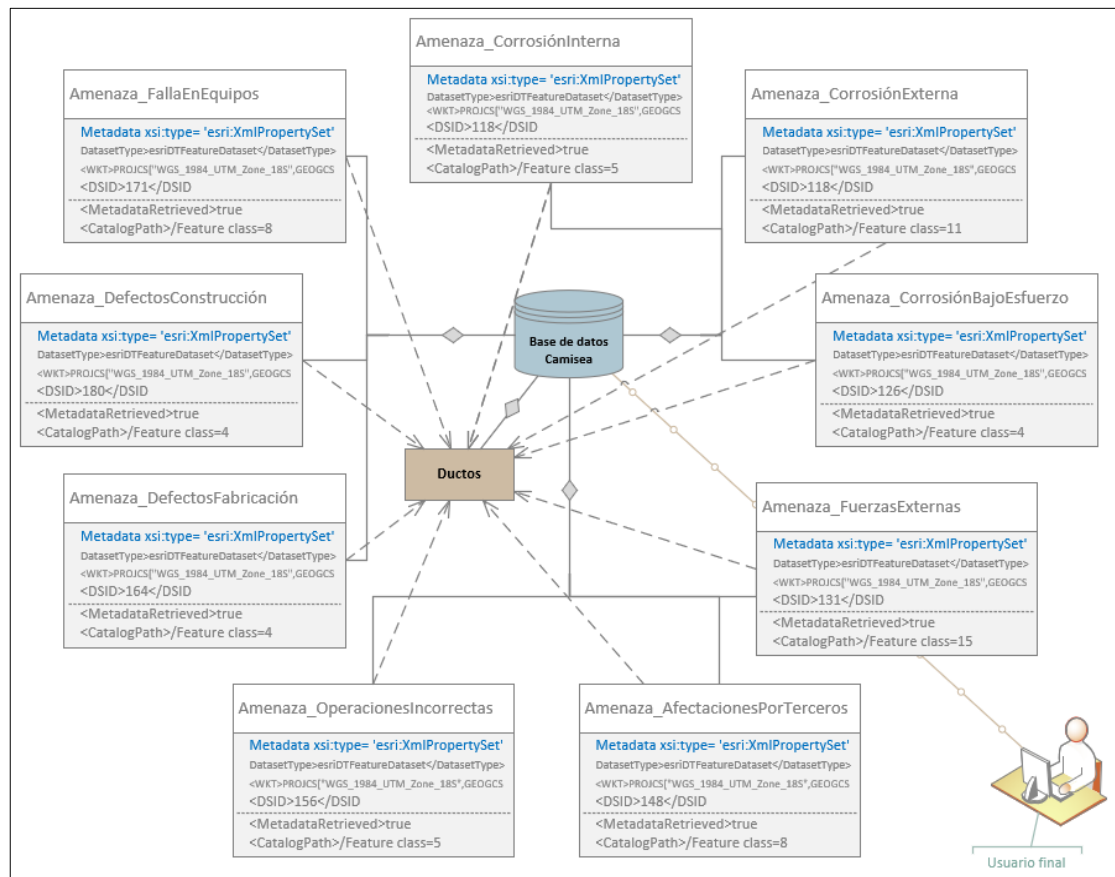 Amenaza_CorrosiónInterna
Metadata xsi:type= 'esri:XmlPropertySet'
DatasetType>esriDTFeatureDataset</DatasetType>
<WKT>PROJCS["WGS_1984_UTM_Zone_18S",GEOGCS
<DSID>118</DSID>
<MetadataRetrieved>true
<CatalogPath>/Feature class=5
Amenaza_FallaEnEquipos
Metadata xsi:type= 'esri:XmlPropertySet'
DatasetType>esriDTFeatureDataset</DatasetType>
<WKT>PROJCS["WGS_1984_UTM_Zone_18S",GEOGCS
<DSID>171</DSID>
<MetadataRetrieved>true
<CatalogPath>/Feature class=8
Amenaza_CorrosiónExterna
Metadata xsi:type= 'esri:XmlPropertySet'
DatasetType>esriDTFeatureDataset</DatasetType>
<WKT>PROJCS["WGS_1984_UTM_Zone_18S",GEOGCS
<DSID>118</DSID>
<MetadataRetrieved>true
<CatalogPath>/Feature class=11
Amenaza_DefectosConstrucción
Metadata xsi:type= 'esri:XmlPropertySet'
DatasetType>esriDTFeatureDataset</DatasetType>
<WKT>PROJCS["WGS_1984_UTM_Zone_18S",GEOGCS
<DSID>180</DSID>
<MetadataRetrieved>true
<CatalogPath>/Feature class=4
Base de datos
Camisea
Amenaza_CorrosiónBajoEsfuerzo
Metadata xsi:type= 'esri:XmlPropertySet'
DatasetType>esriDTFeatureDataset</DatasetType>
<WKT>PROJCS["WGS_1984_UTM_Zone_18S",GEOGCS
<DSID>126</DSID>
<MetadataRetrieved>true
<CatalogPath>/Feature class=4
Ductos
Amenaza_DefectosFabricación
Metadata xsi:type= 'esri:XmlPropertySet'
DatasetType>esriDTFeatureDataset</DatasetType>
<WKT>PROJCS["WGS_1984_UTM_Zone_18S",GEOGCS
<DSID>164</DSID>
<MetadataRetrieved>true
<CatalogPath>/Feature class=4
Amenaza_FuerzasExternas
Metadata xsi:type= 'esri:XmlPropertySet'
DatasetType>esriDTFeatureDataset</DatasetType>
<WKT>PROJCS["WGS_1984_UTM_Zone_18S",GEOGCS
<DSID>131</DSID>
<MetadataRetrieved>true
<CatalogPath>/Feature class=15
Amenaza_OperacionesIncorrectas
Metadata xsi:type= 'esri:XmlPropertySet'
DatasetType>esriDTFeatureDataset</DatasetType>
<WKT>PROJCS["WGS_1984_UTM_Zone_18S",GEOGCS
<DSID>156</DSID>
<MetadataRetrieved>true
<CatalogPath>/Feature class=5
Amenaza_AfectacionesPorTerceros
Metadata xsi:type= 'esri:XmlPropertySet'
DatasetType>esriDTFeatureDataset</DatasetType>
<WKT>PROJCS["WGS_1984_UTM_Zone_18S",GEOGCS
<DSID>148</DSID>
<MetadataRetrieved>true
<CatalogPath>/Feature class=8
Usuario final